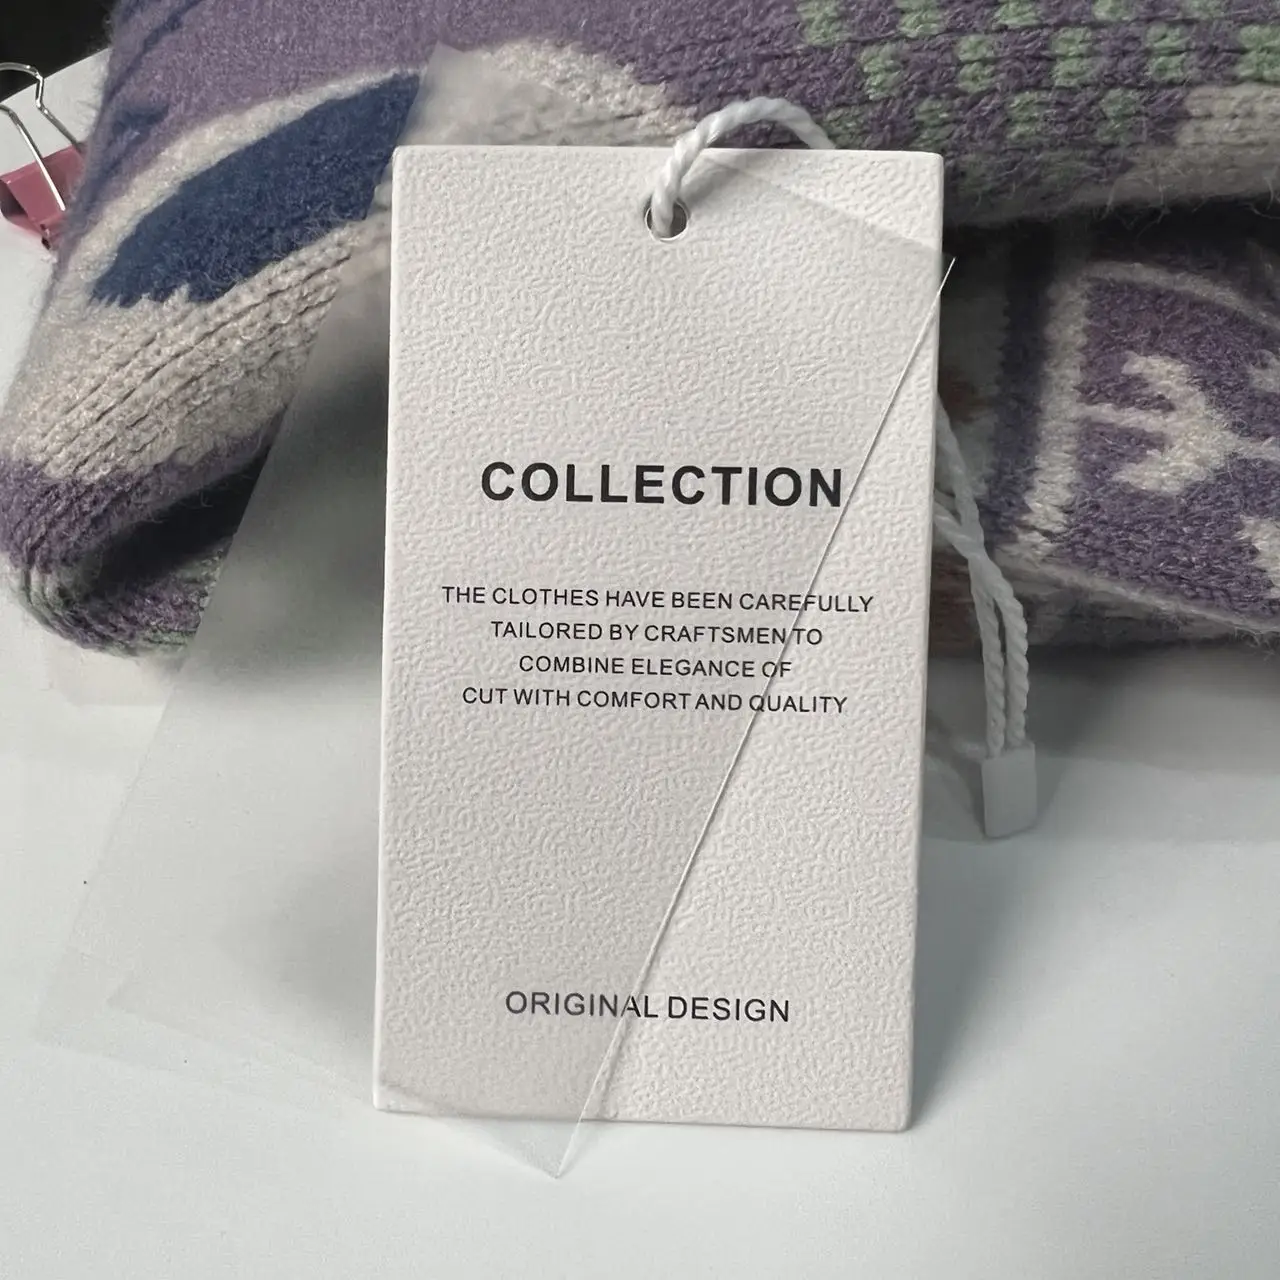 COLLECTION
THE CLOTHES HAVE BEEN CAREFULLY
TAILORED BY CRAFTSMEN TO
COMBINE ELEGANCE OF
CUT WITH COMFORT AND QUALITY
ORIGINAL DESIGN